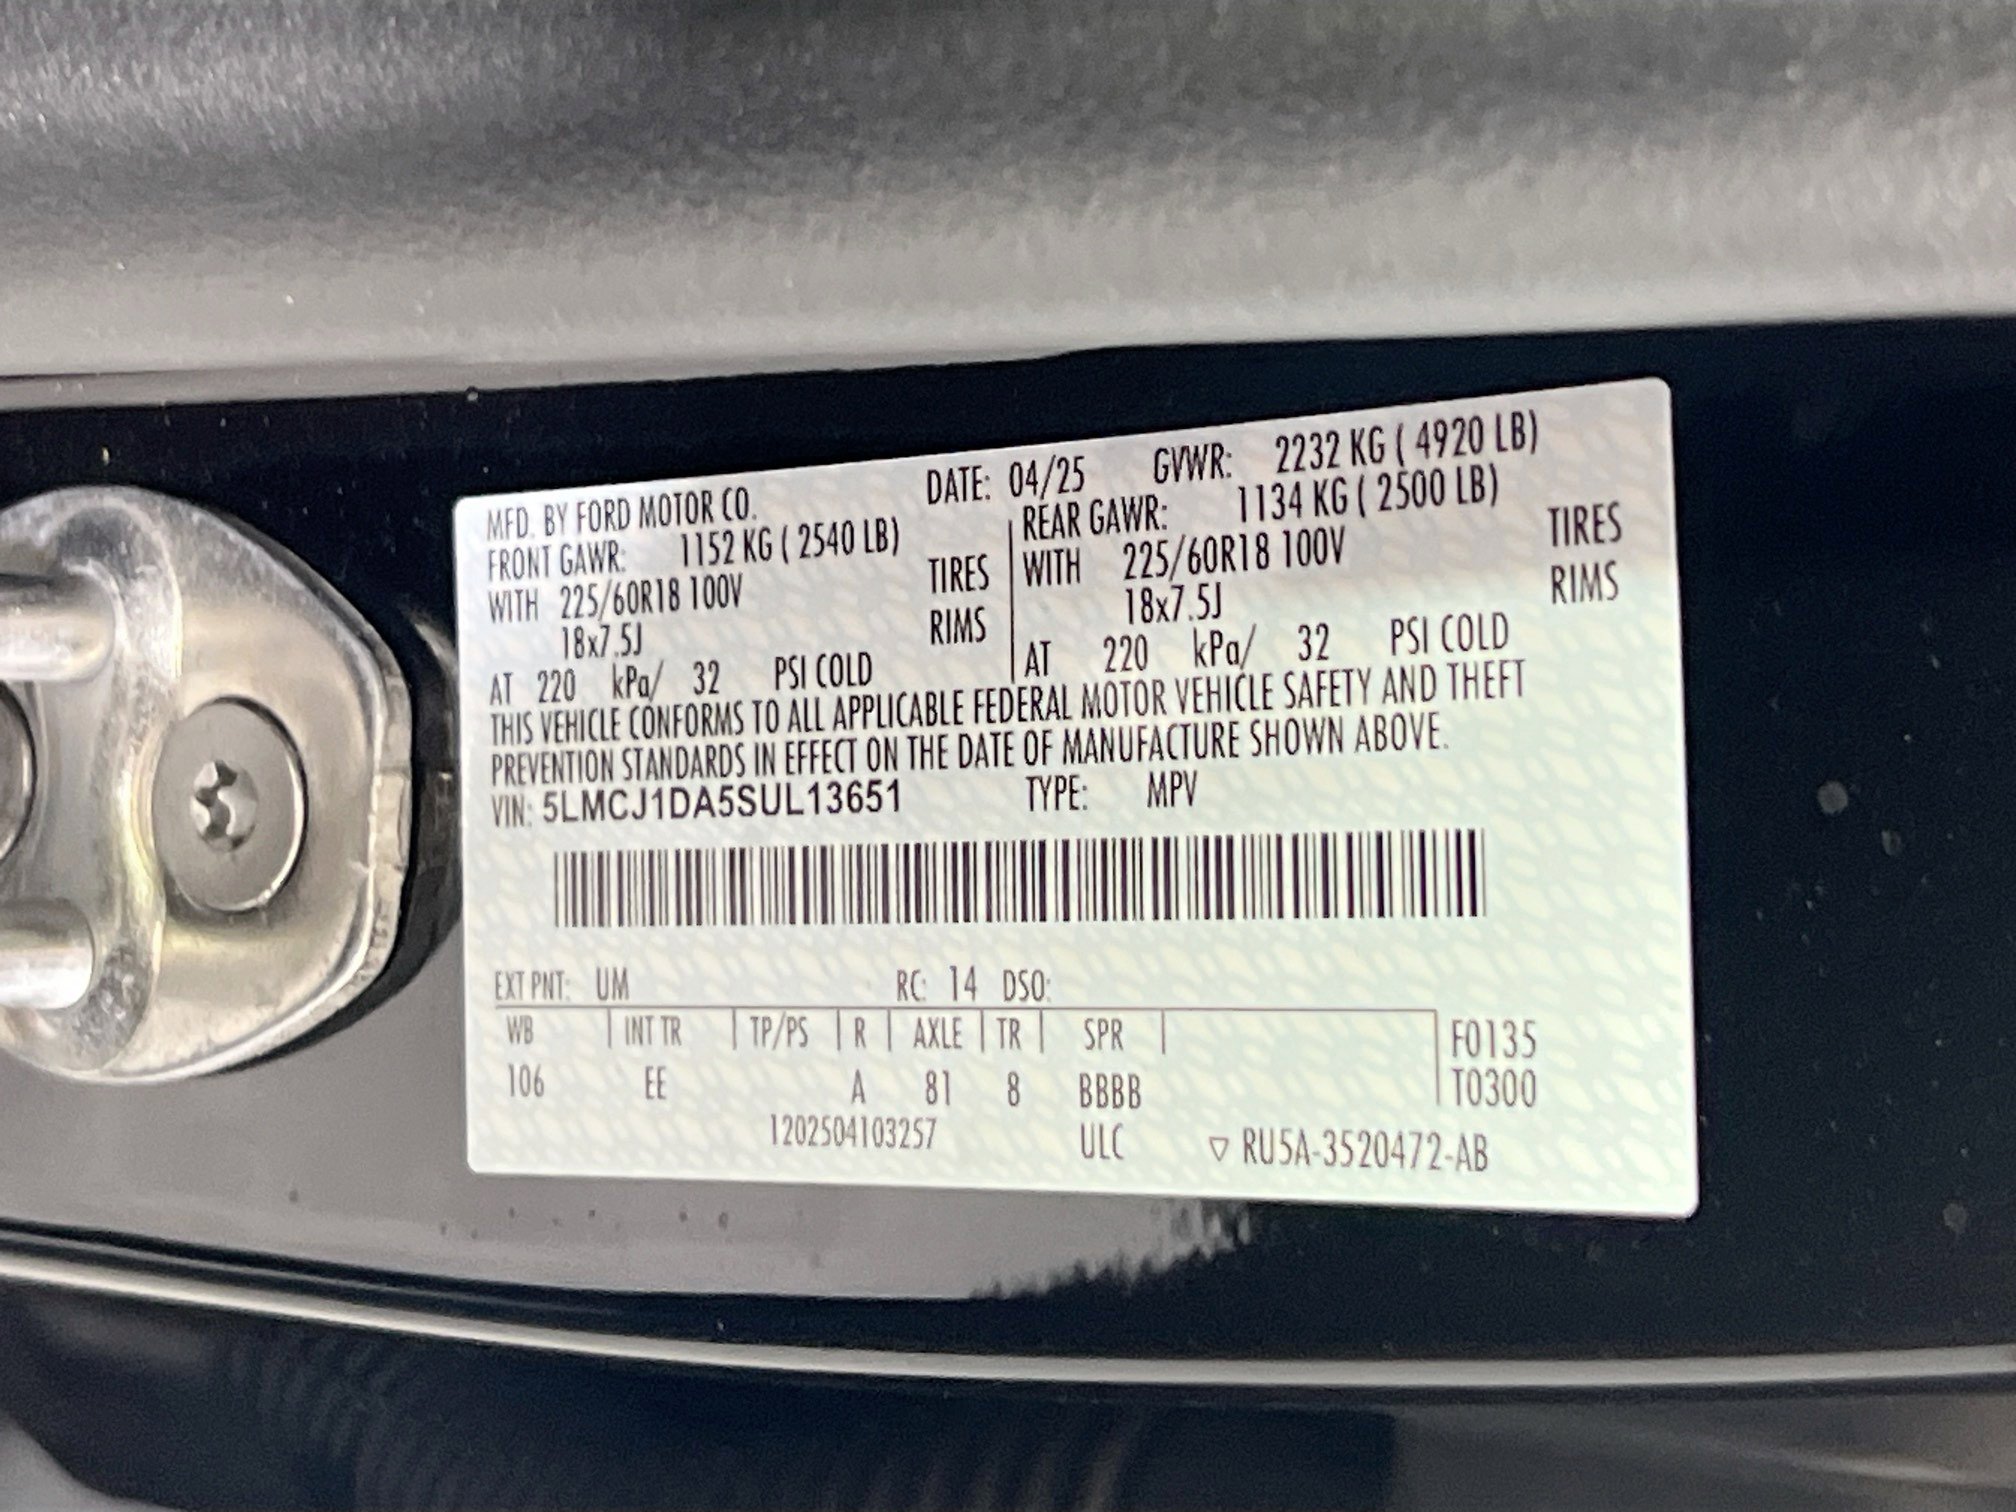 MFD. BY FORD MOTOR CO. DATE: 04/25 GVWR: 2232 KG ( 4920 LB)
FRONT GAWR: 1152 KG ( 2540 LB) REAR GAWR: 1134 KG ( 2500 LB)
WITH 225/60R18 100V TIRES WITH 225/60R18 100V TIRES
18x7.5J RIMS 18x7.5J RIMS
AT 220 kPa/ 32 PSI COLD AT 220 kPa/ 32 PSI COLD
THIS VEHICLE CONFORMS TO ALL APPLICABLE FEDERAL MOTOR VEHICLE SAFETY AND THEFT
PREVENTION STANDARDS IN EFFECT ON THE DATE OF MANUFACTURE SHOWN ABOVE.
VIN: 5LMCJ1DA5SUL13651 TYPE: MPV
EXT PNT: UM RC: 14 DSO:
WB INT TR TP/PS R AXLE TR SPR F0135
106 EE A 81 8 BBBB T0300
1202504103257 ULC ▽ RU5A-3520472-AB